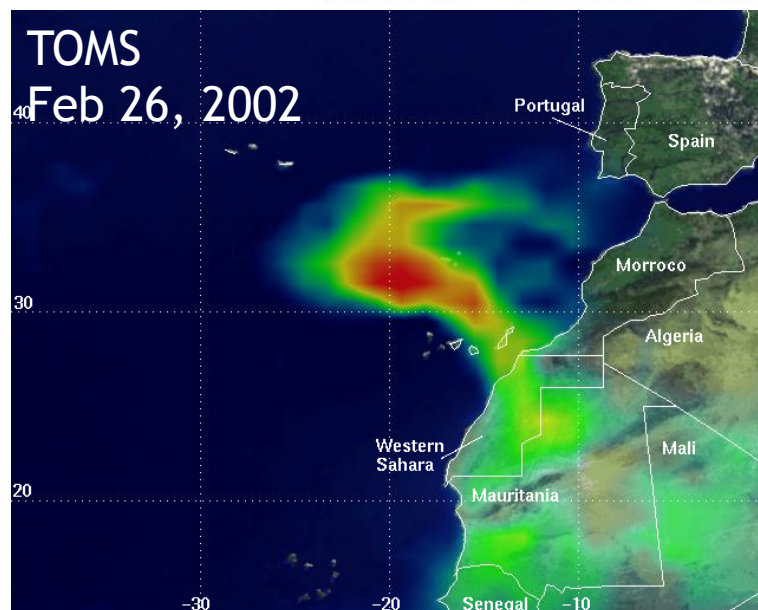 TOMS
Feb 26, 2002
40
Portugal
Spain
Morroco
30
Algeria
Western
Sahara
Mali
Mauritania
20
-30
-20
-10
Senegal